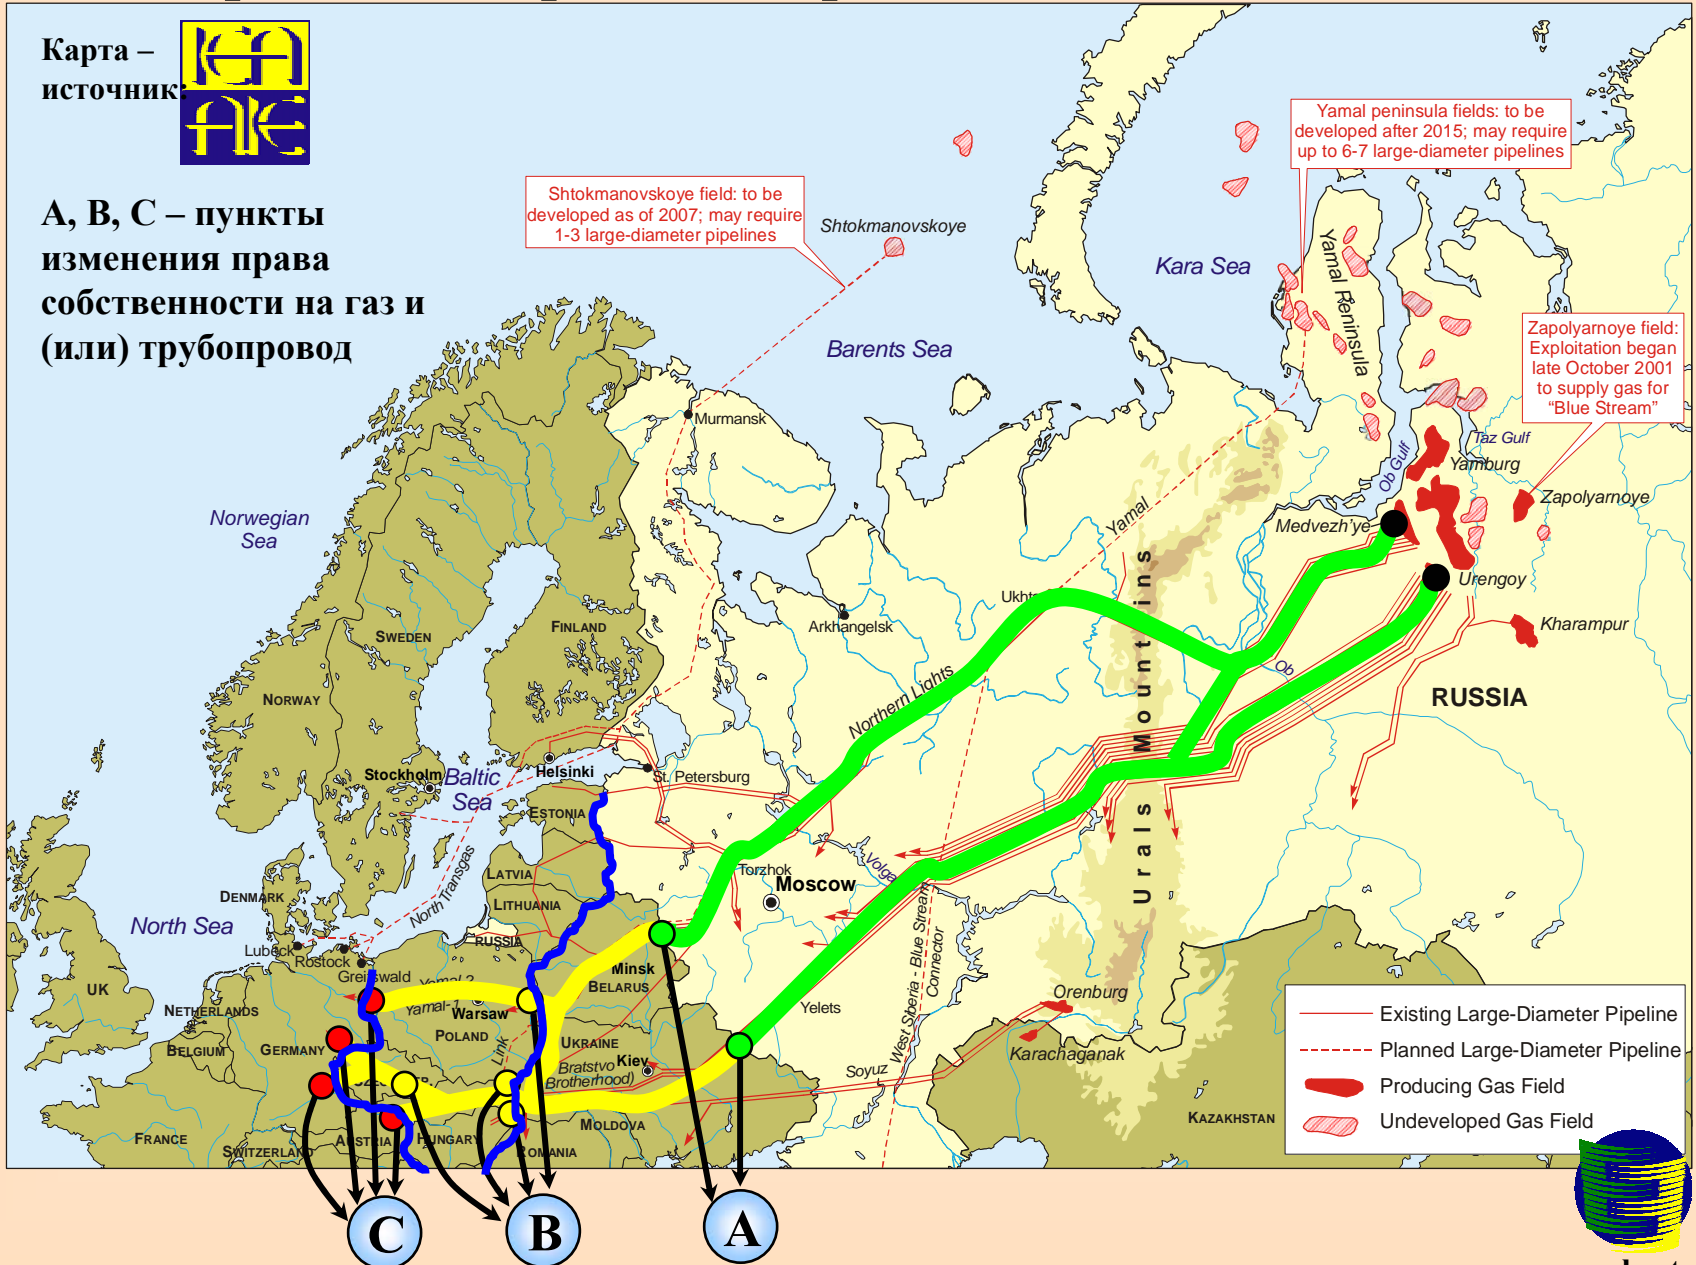 Карта –
источник:
IEA
AIE
А, В, С – пункты
изменения права
собственности на газ и
(или) трубопровод
Shtokmanovskoye field: to be
developed as of 2007; may require
1-3 large-diameter pipelines
Shtokmanovskoye
Yamal peninsula fields: to be
developed after 2015; may require
up to 6-7 large-diameter pipelines
Kara Sea
Yamal Peninsula
Barents Sea
Zapolyarnoye field:
Exploitation began
late October 2001
to supply gas for
“Blue Stream”
Murmansk
Ob Gulf
Taz Gulf
Yamburg
Zapolyarnoye
Norwegian
Sea
Yamal
Medvezh'ye
Urengoy
Kharampur
Arkhangelsk
SWEDEN
FINLAND
NORWAY
Northern Lights
Ob
RUSSIA
Urals
Stockholm
Baltic
Sea
Helsinki
St. Petersburg
ESTONIA
Torzhok
Moscow
Volga
LATVIA
LITHUANIA
DENMARK
North Transgas
North Sea
RUSSIA
Lubeck
Rostock
Minsk
BELARUS
UK
NETHERLANDS
Yamal-1
Warsaw
POLAND
BELGIUM
GERMANY
Link
UKRAINE
Kiev
Bratstvo
Brotherhood)
Yelets
West Siberia - Blue Stream
Connector
Orenburg
Karachaganak
Soyuz
KAZAKHSTAN
MOLDOVA
FRANCE
SWITZERLAND
AUSTRIA
HUNGARY
ROMANIA
Existing Large-Diameter Pipeline
Planned Large-Diameter Pipeline
Producing Gas Field
Undeveloped Gas Field
C
B
A